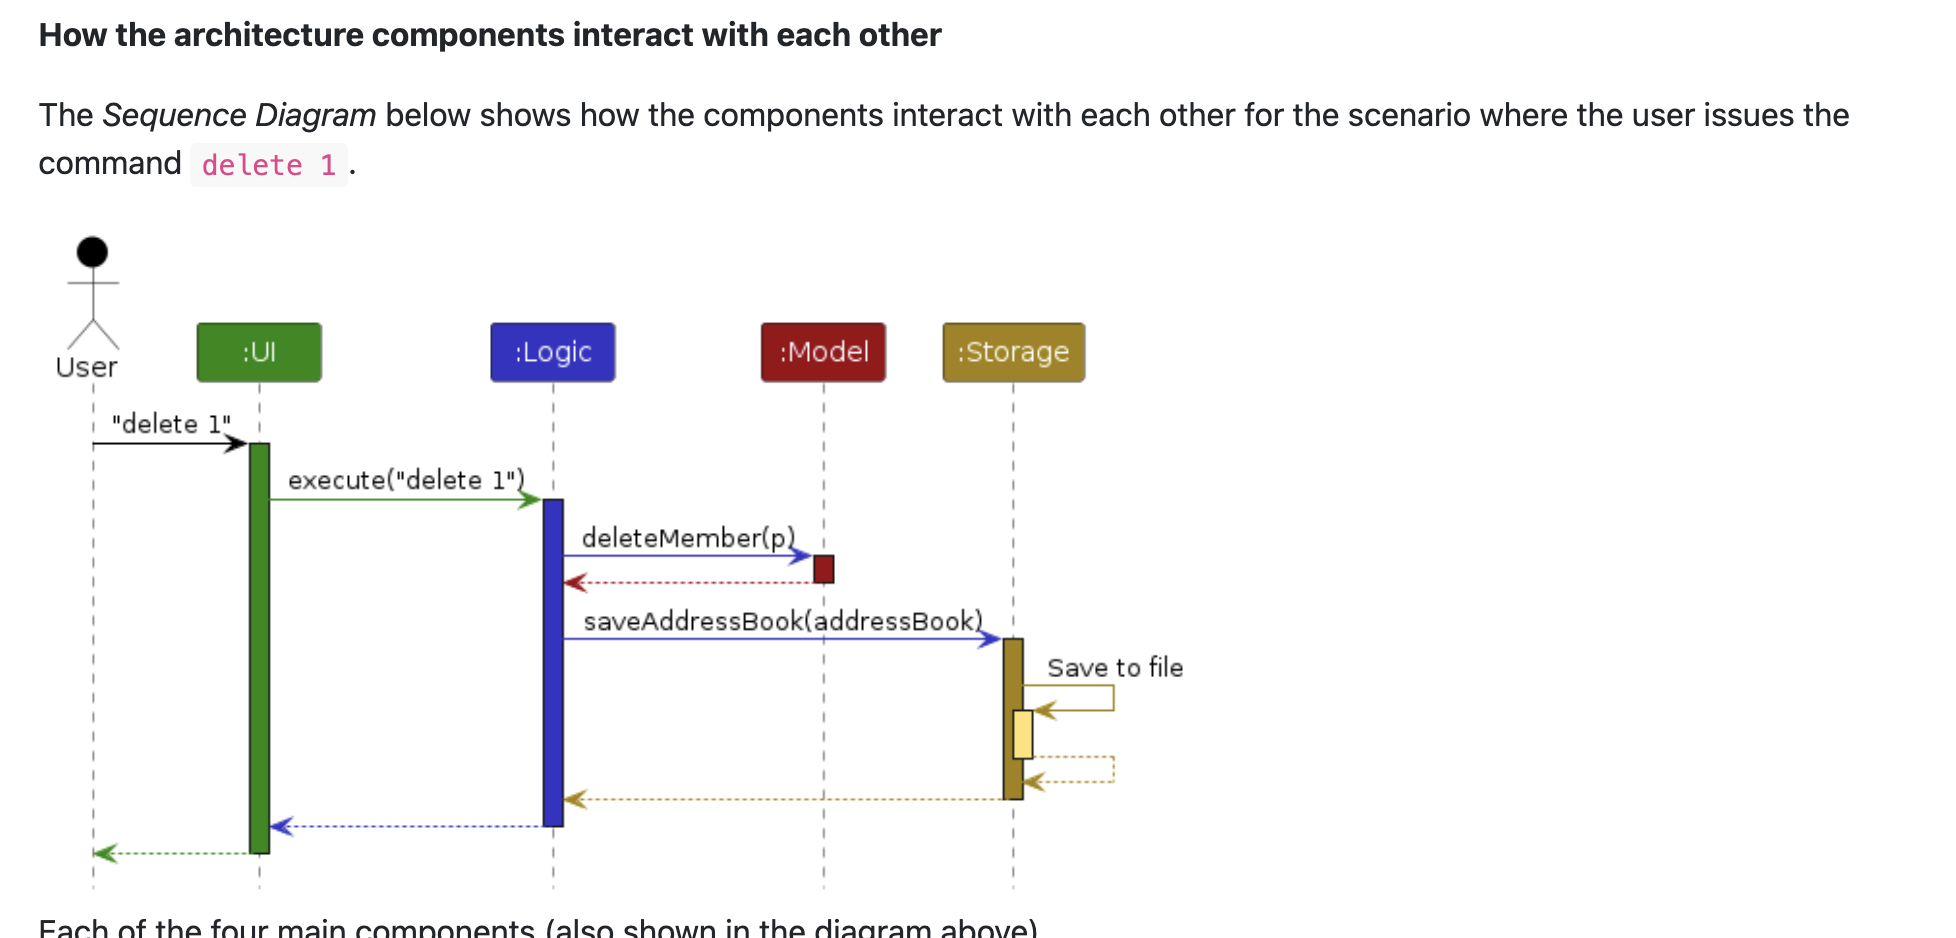 How the architecture components interact with each other
The Sequence Diagram below shows how the components interact with each other for the scenario where the user issues the
command delete 1 .
User
:UI
:Logic
:Model
:Storage
"delete 1"
execute("delete 1")
deleteMember(p)
saveAddressBook(addressBook)
Save to file
Each of the four main components (also shown in the diagram above)